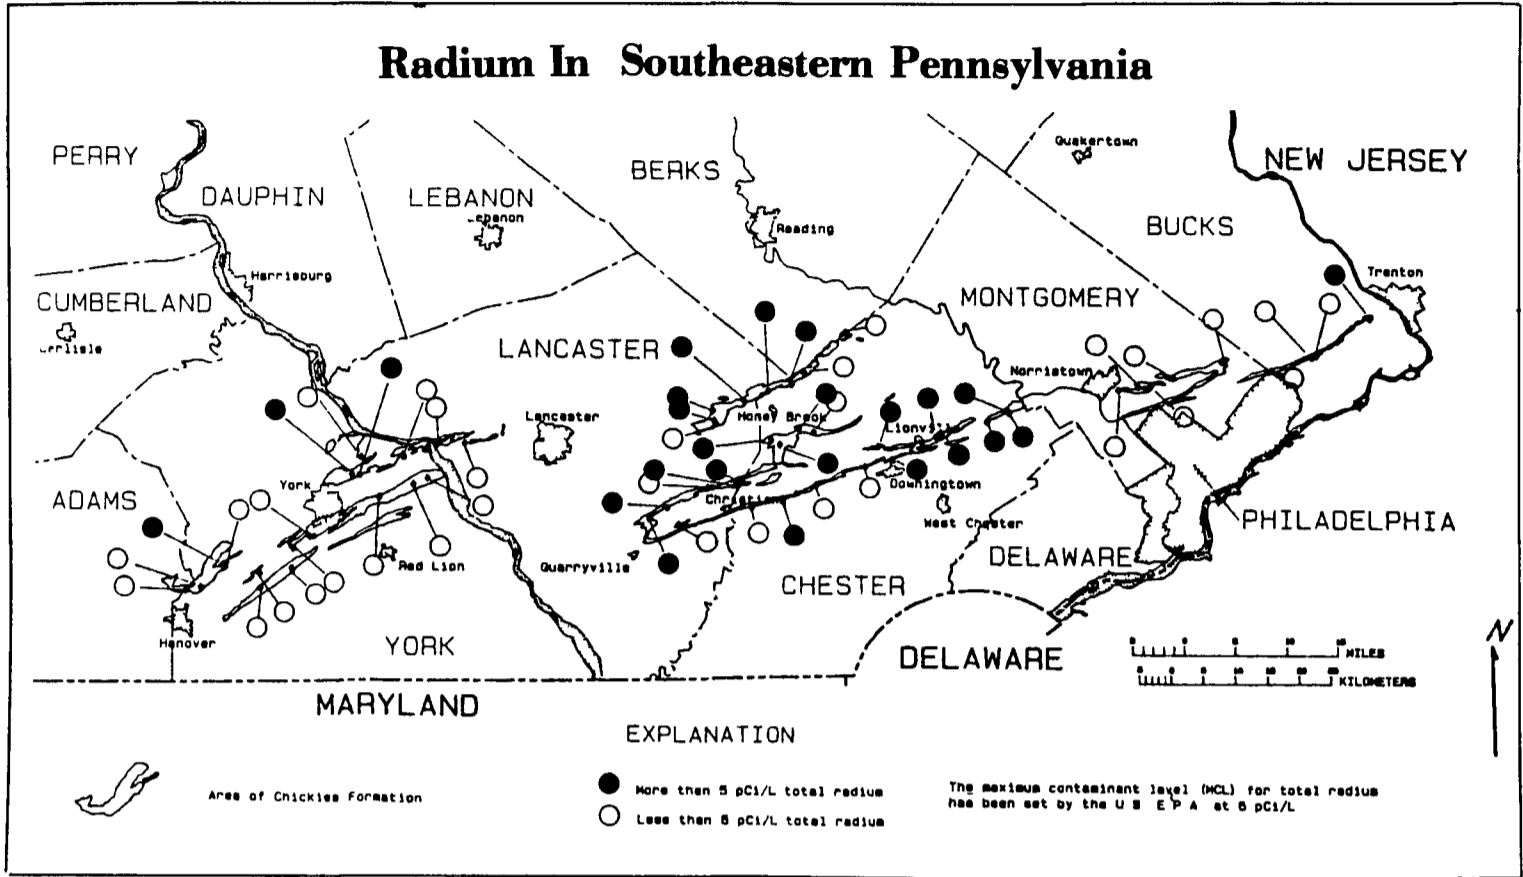 Radium In Southeastern Pennsylvania
PERRY
DAUPHIN
LEBANON
Lebanon
BERKS
Reading
Quakertown
NEW JERSEY
BUCKS
Trenton
CUMBERLAND
Harrisburg
MONTGOMERY
LANCASTER
Norristown
Lancaster
Honey Brook
Lionville
York
ADAMS
Christiana
Downingtown
West Chester
PHILADELPHIA
Red Lion
Quarryville
DELAWARE
CHESTER
Hanover
YORK
DELAWARE
MILES
KILOMETERS
N
MARYLAND
EXPLANATION
Area of Chickies Formation
More than 5 pCi/L total radium
Less than 5 pCi/L total radium
The maximum contaminant level (MCL) for total radium
has been set by the U S E P A at 5 pCi/L